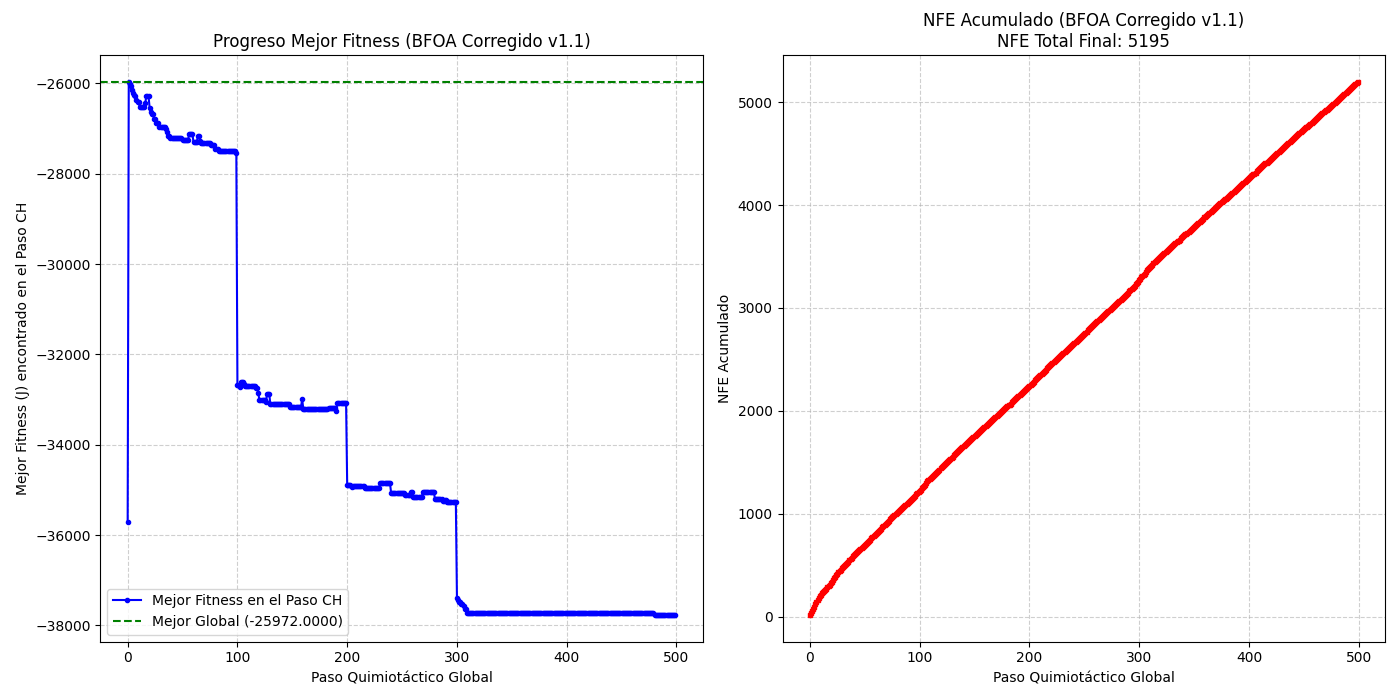 Progreso Mejor Fitness (BFOA Corregido v1.1)
Mejor Fitness (J) encontrado en el Paso CH
−26000
−28000
−30000
−32000
−34000
−36000
−38000
Mejor Fitness en el Paso CH
Mejor Global (-25972.0000)
0
100
200
300
400
500
Paso Quimiotáctico Global
NFE Acumulado (BFOA Corregido v1.1)
NFE Total Final: 5195
NFE Acumulado
5000
4000
3000
2000
1000
0
0
100
200
300
400
500
Paso Quimiotáctico Global